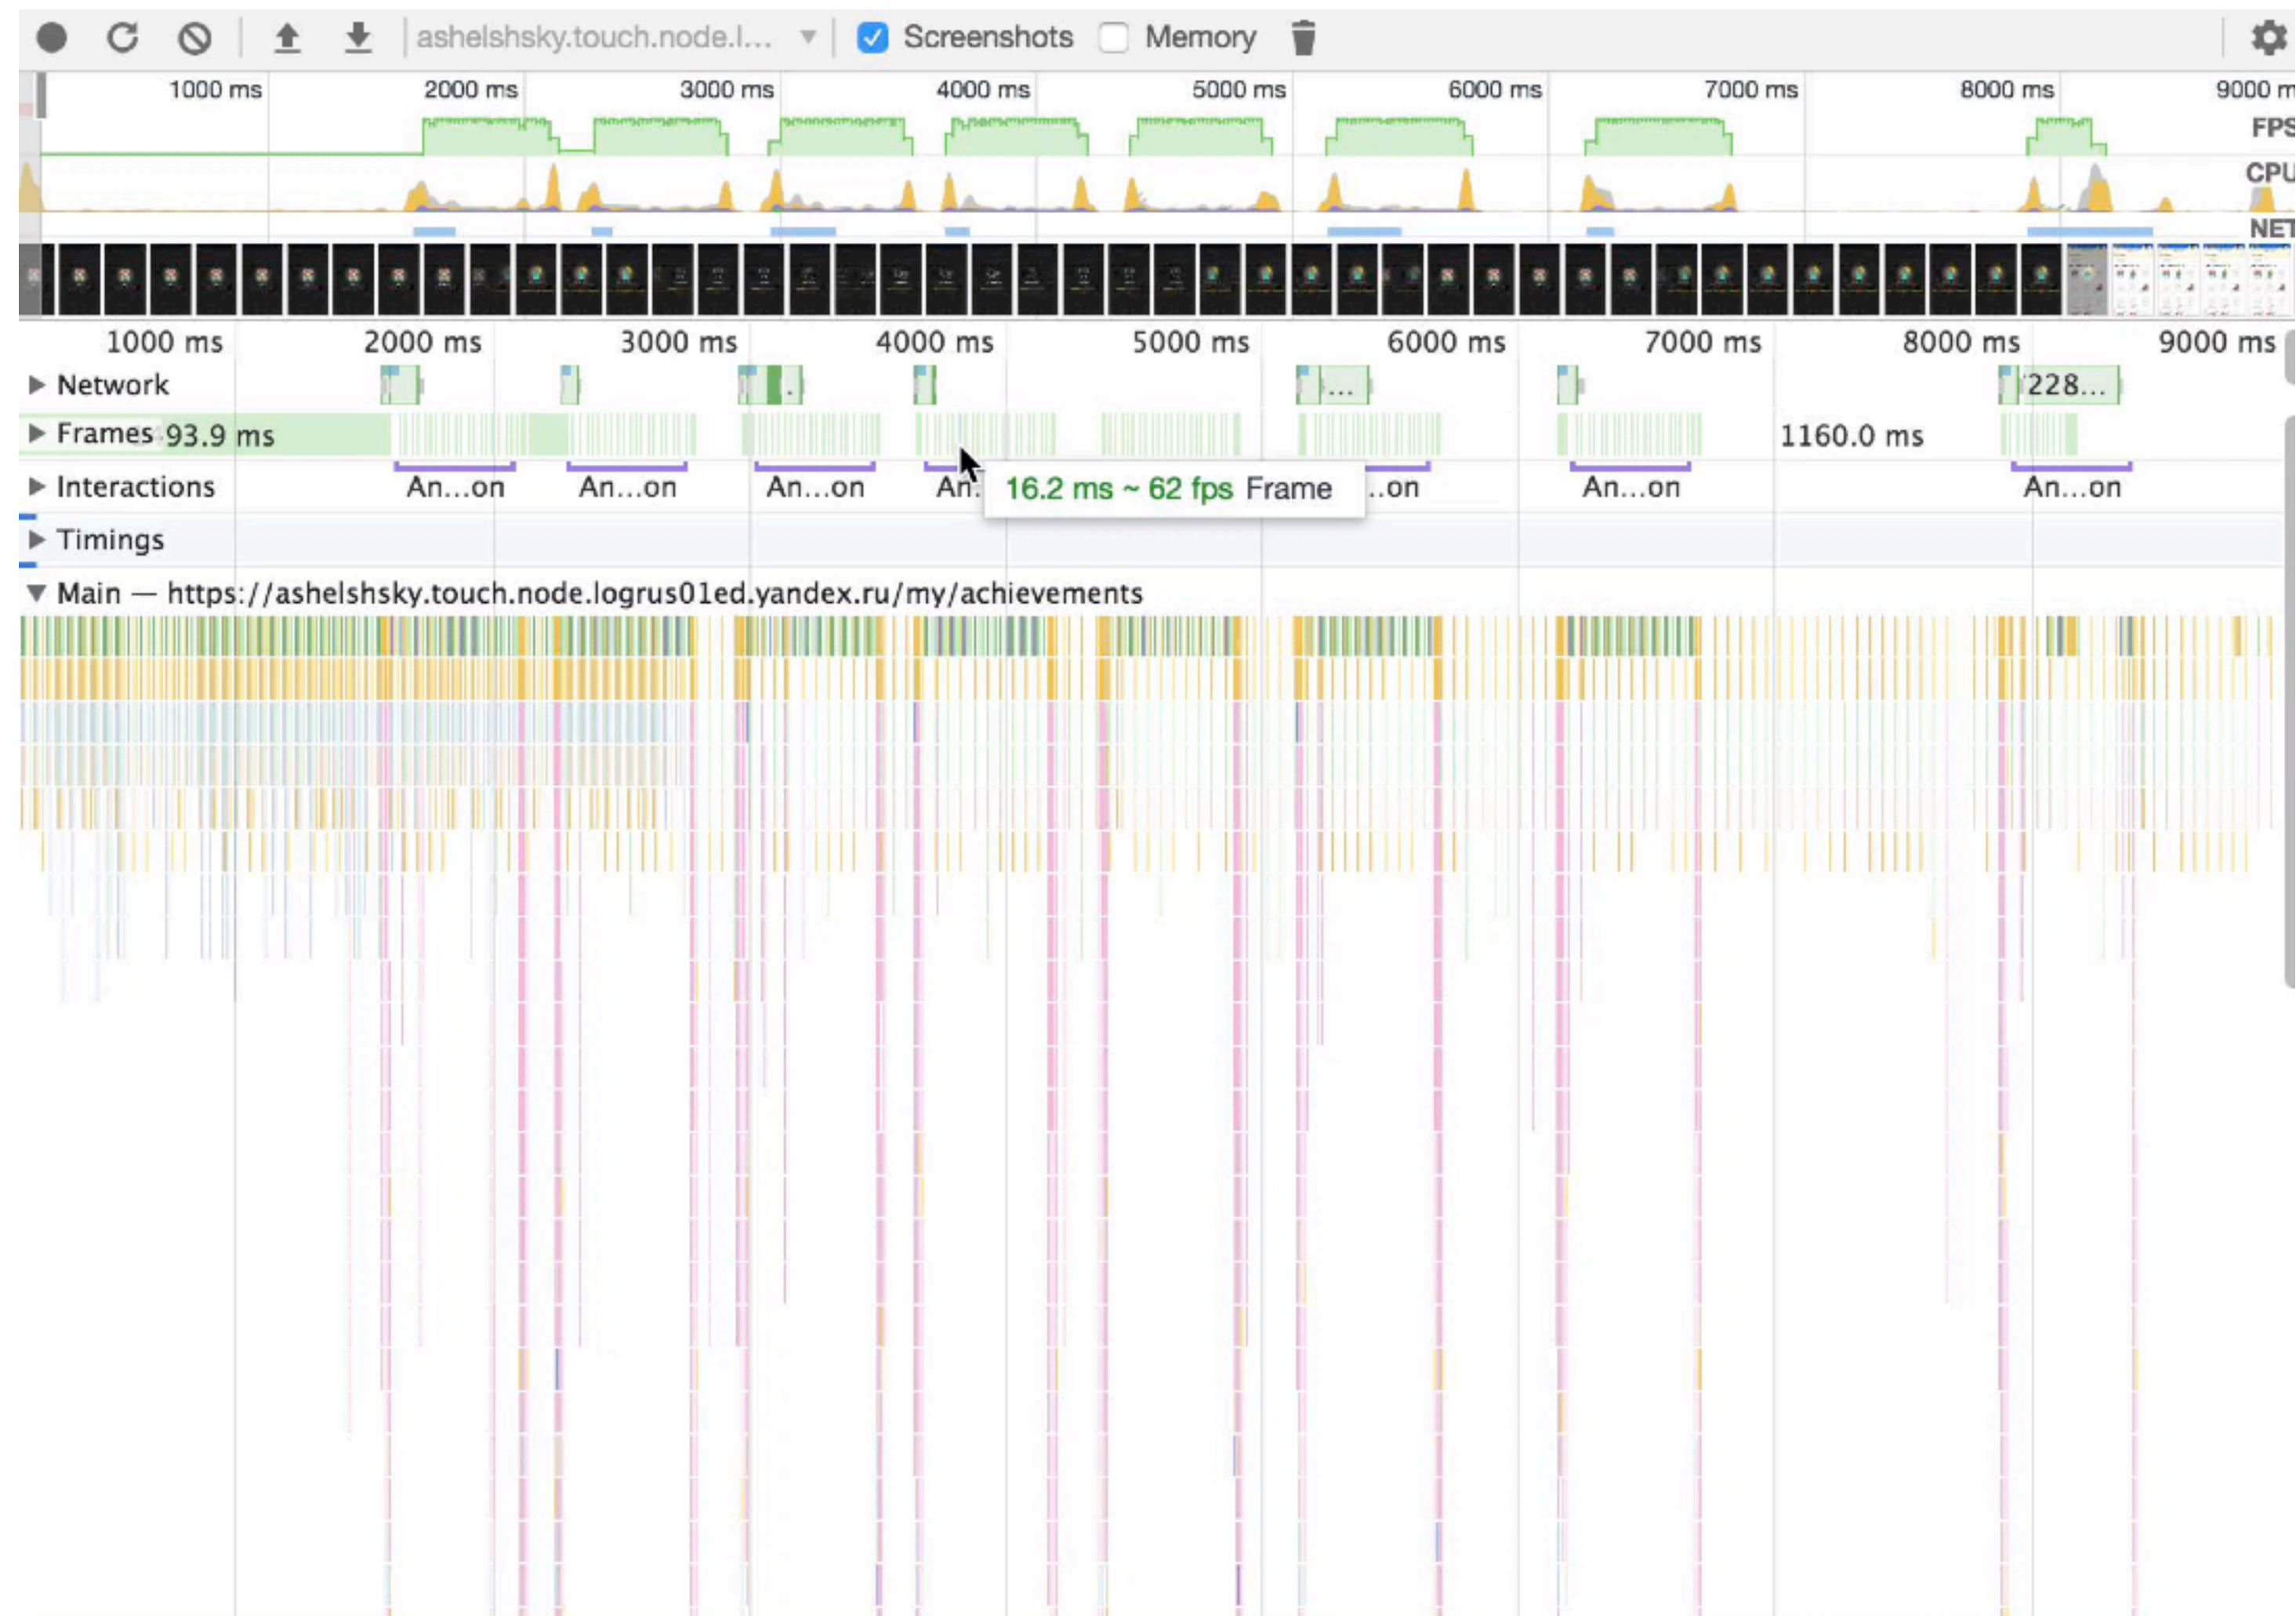 ashelshsky.touch.node.l... Screenshots Memory
1000 ms 2000 ms 3000 ms 4000 ms 5000 ms 6000 ms 7000 ms 8000 ms 9000 m
FPS
CPU
NET
1000 ms 2000 ms 3000 ms 4000 ms 5000 ms 6000 ms 7000 ms 8000 ms 9000 ms
Network ... 228...
Frames 93.9 ms 1160.0 ms
Interactions An...on An...on An...on An. 16.2 ms ~ 62 fps Frame ..on An...on An...on
Timings
Main — https://ashelshsky.touch.node.logrus01ed.yandex.ru/my/achievements